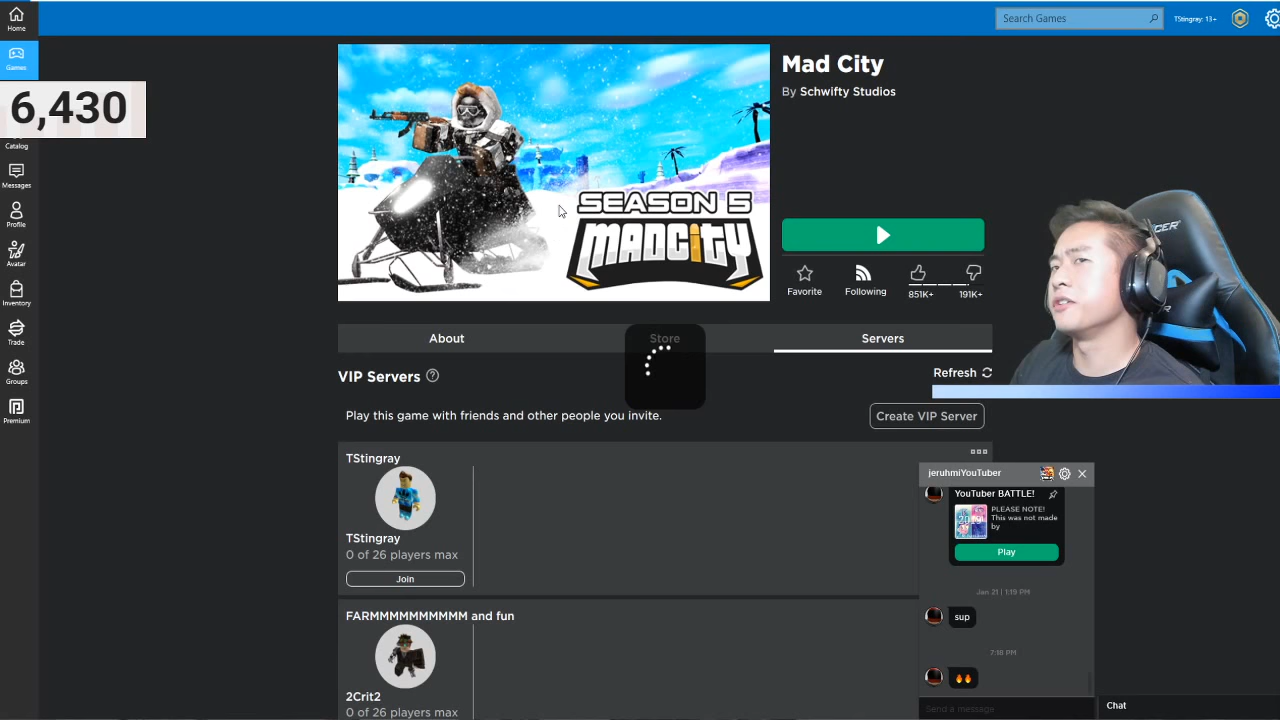 Home
Games
6,430
Catalog
Messages
Profile
Avatar
Inventory
Trade
Groups
Premium
Search Games
TStingray: 13+
SEASON 5
MADCITY
Mad City
By Schwifty Studios
Favorite
Following
851K+
191K+
About
Store
Servers
VIP Servers
Refresh
Play this game with friends and other people you invite.
Create VIP Server
TStingray
TStingray
0 of 26 players max
Join
FARMMMMMMMMMM and fun
2Crit2
0 of 26 players max
jeruhmiYouTuber
YouTuber BATTLE!
PLEASE NOTE!
This was not made
by
Play
Jan 21 | 1:19 PM
sup
7:18 PM
🔥🔥
Send a message
Chat